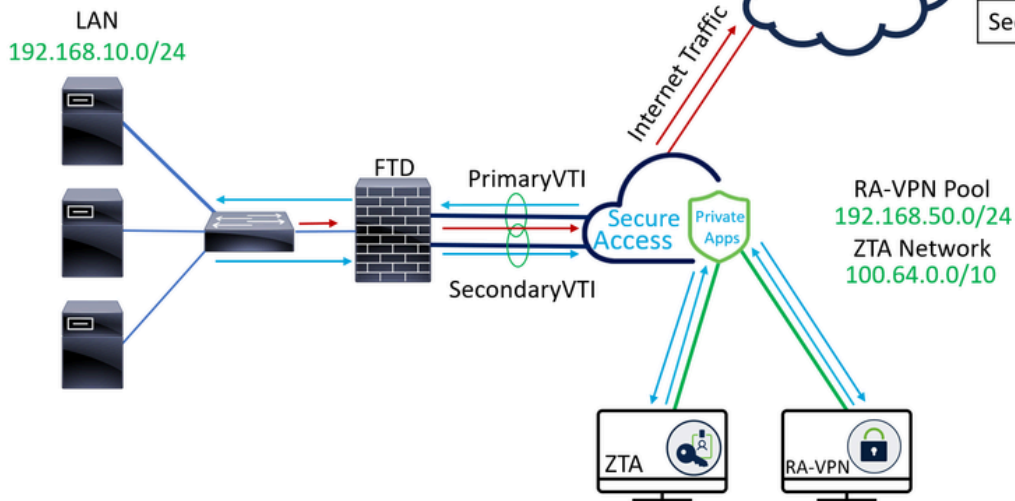 LAN
192.168.10.0/24
FTD
PrimaryVTI
SecondaryVTI
Internet Traffic
Secure
Access
Private
Apps
RA-VPN Pool
192.168.50.0/24
ZTA Network
100.64.0.0/10
ZTA
RA-VPN